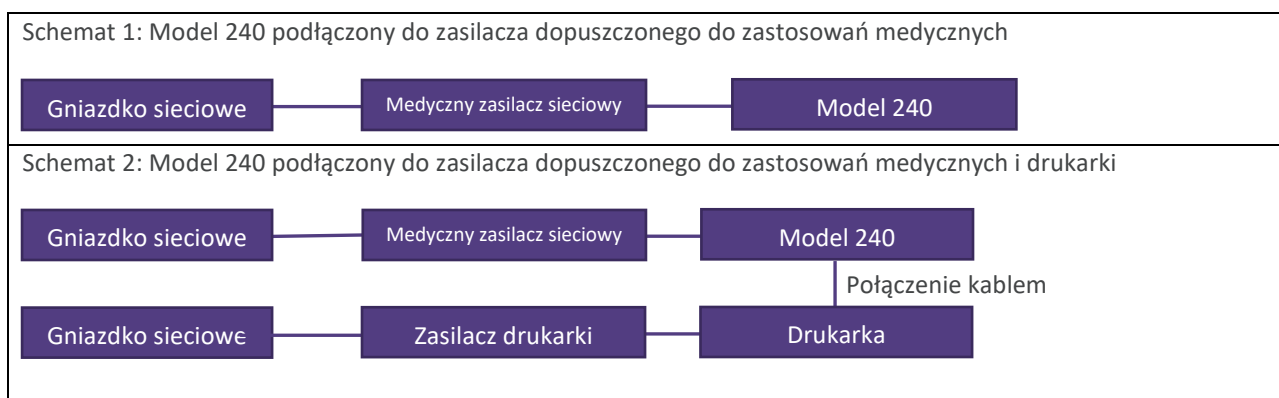 Schemat 1: Model 240 podłączony do zasilacza dopuszczonego do zastosowań medycznych
Gniazdko sieciowe Medyczny zasilacz sieciowy Model 240
Schemat 2: Model 240 podłączony do zasilacza dopuszczonego do zastosowań medycznych i drukarki
Gniazdko sieciowe Medyczny zasilacz sieciowy Model 240
Połączenie kablem
Gniazdko sieciowe Zasilacz drukarki Drukarka